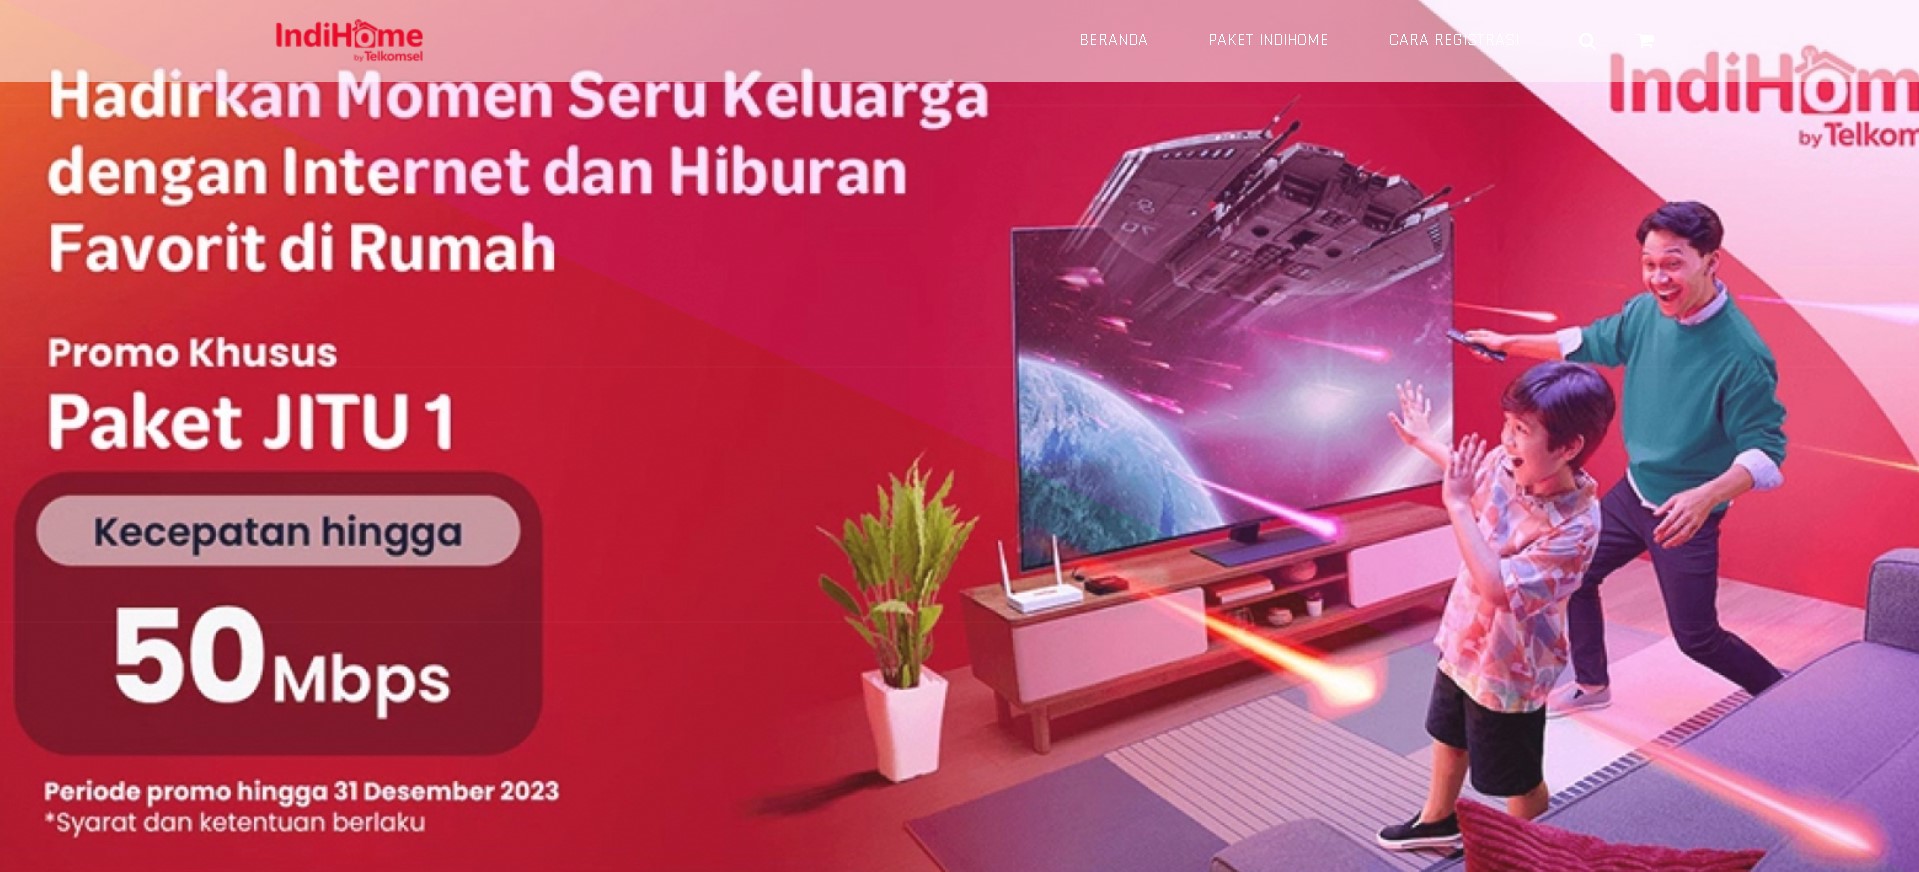 IndiHome
by Telkomsel
BERANDA
PAKET INDIHOME
CARA REGISTRASI
IndiHom
by Telkom
Hadirkan Momen Seru Keluarga
dengan Internet dan Hiburan
Favorit di Rumah
Promo Khusus
Paket JITU 1
Kecepatan hingga
50 Mbps
Periode promo hingga 31 Desember 2023
*Syarat dan ketentuan berlaku